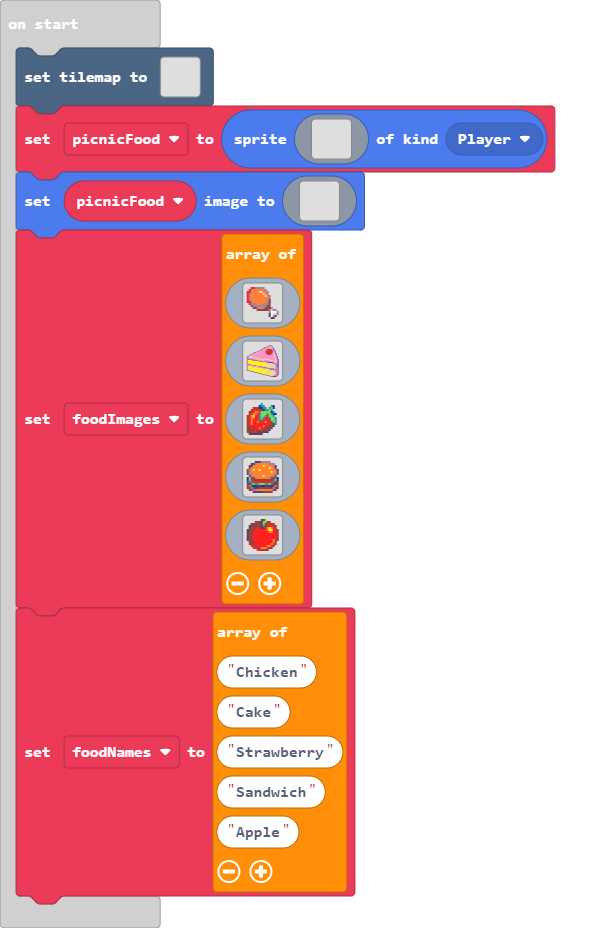 on start
set tilemap to
set picnicFood to sprite of kind Player
set picnicFood image to
array of
set foodImages to
array of
"Chicken"
"Cake"
"Strawberry"
set foodNames to
"Sandwich"
"Apple"